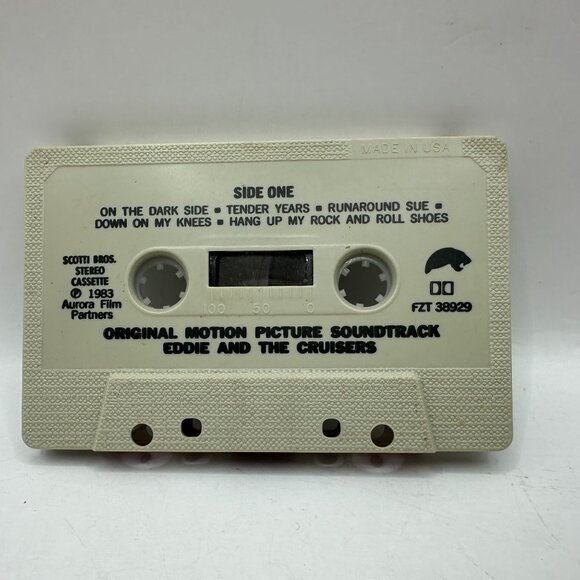 MADE IN USA
SIDE ONE
ON THE DARK SIDE ▪ TENDER YEARS ▪ RUNAROUND SUE ▪
DOWN ON MY KNEES ▪ HANG UP MY ROCK AND ROLL SHOES
SCOTTI BROS.
STEREO
CASSETTE
℗ 1983
Aurora Film
Partners
100 50 0
FZT 38929
ORIGINAL MOTION PICTURE SOUNDTRACK
EDDIE AND THE CRUISERS